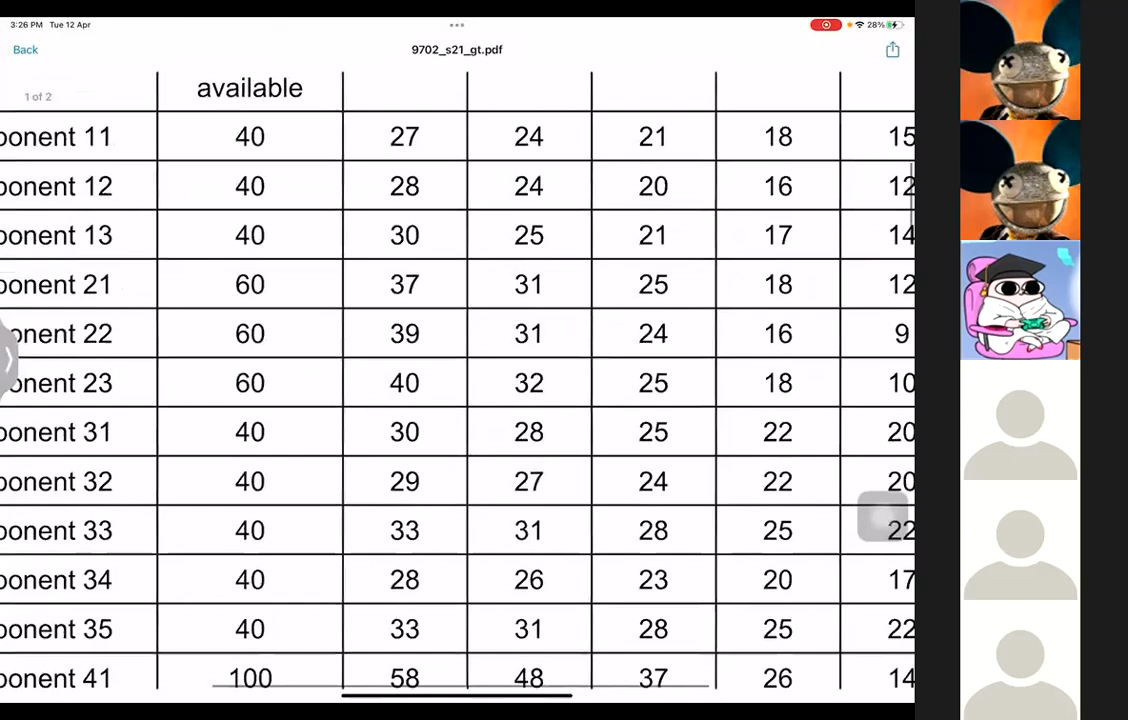 3:26 PM Tue 12 Apr
28%
Back
9702_s21_gt.pdf
1 of 2
available
ponent 11 40 27 24 21 18 15
ponent 12 40 28 24 20 16 12
ponent 13 40 30 25 21 17 14
ponent 21 60 37 31 25 18 12
onent 22 60 39 31 24 16 9
onent 23 60 40 32 25 18 10
ponent 31 40 30 28 25 22 20
ponent 32 40 29 27 24 22 20
ponent 33 40 33 31 28 25 22
ponent 34 40 28 26 23 20 17
ponent 35 40 33 31 28 25 22
ponent 41 100 58 48 37 26 14